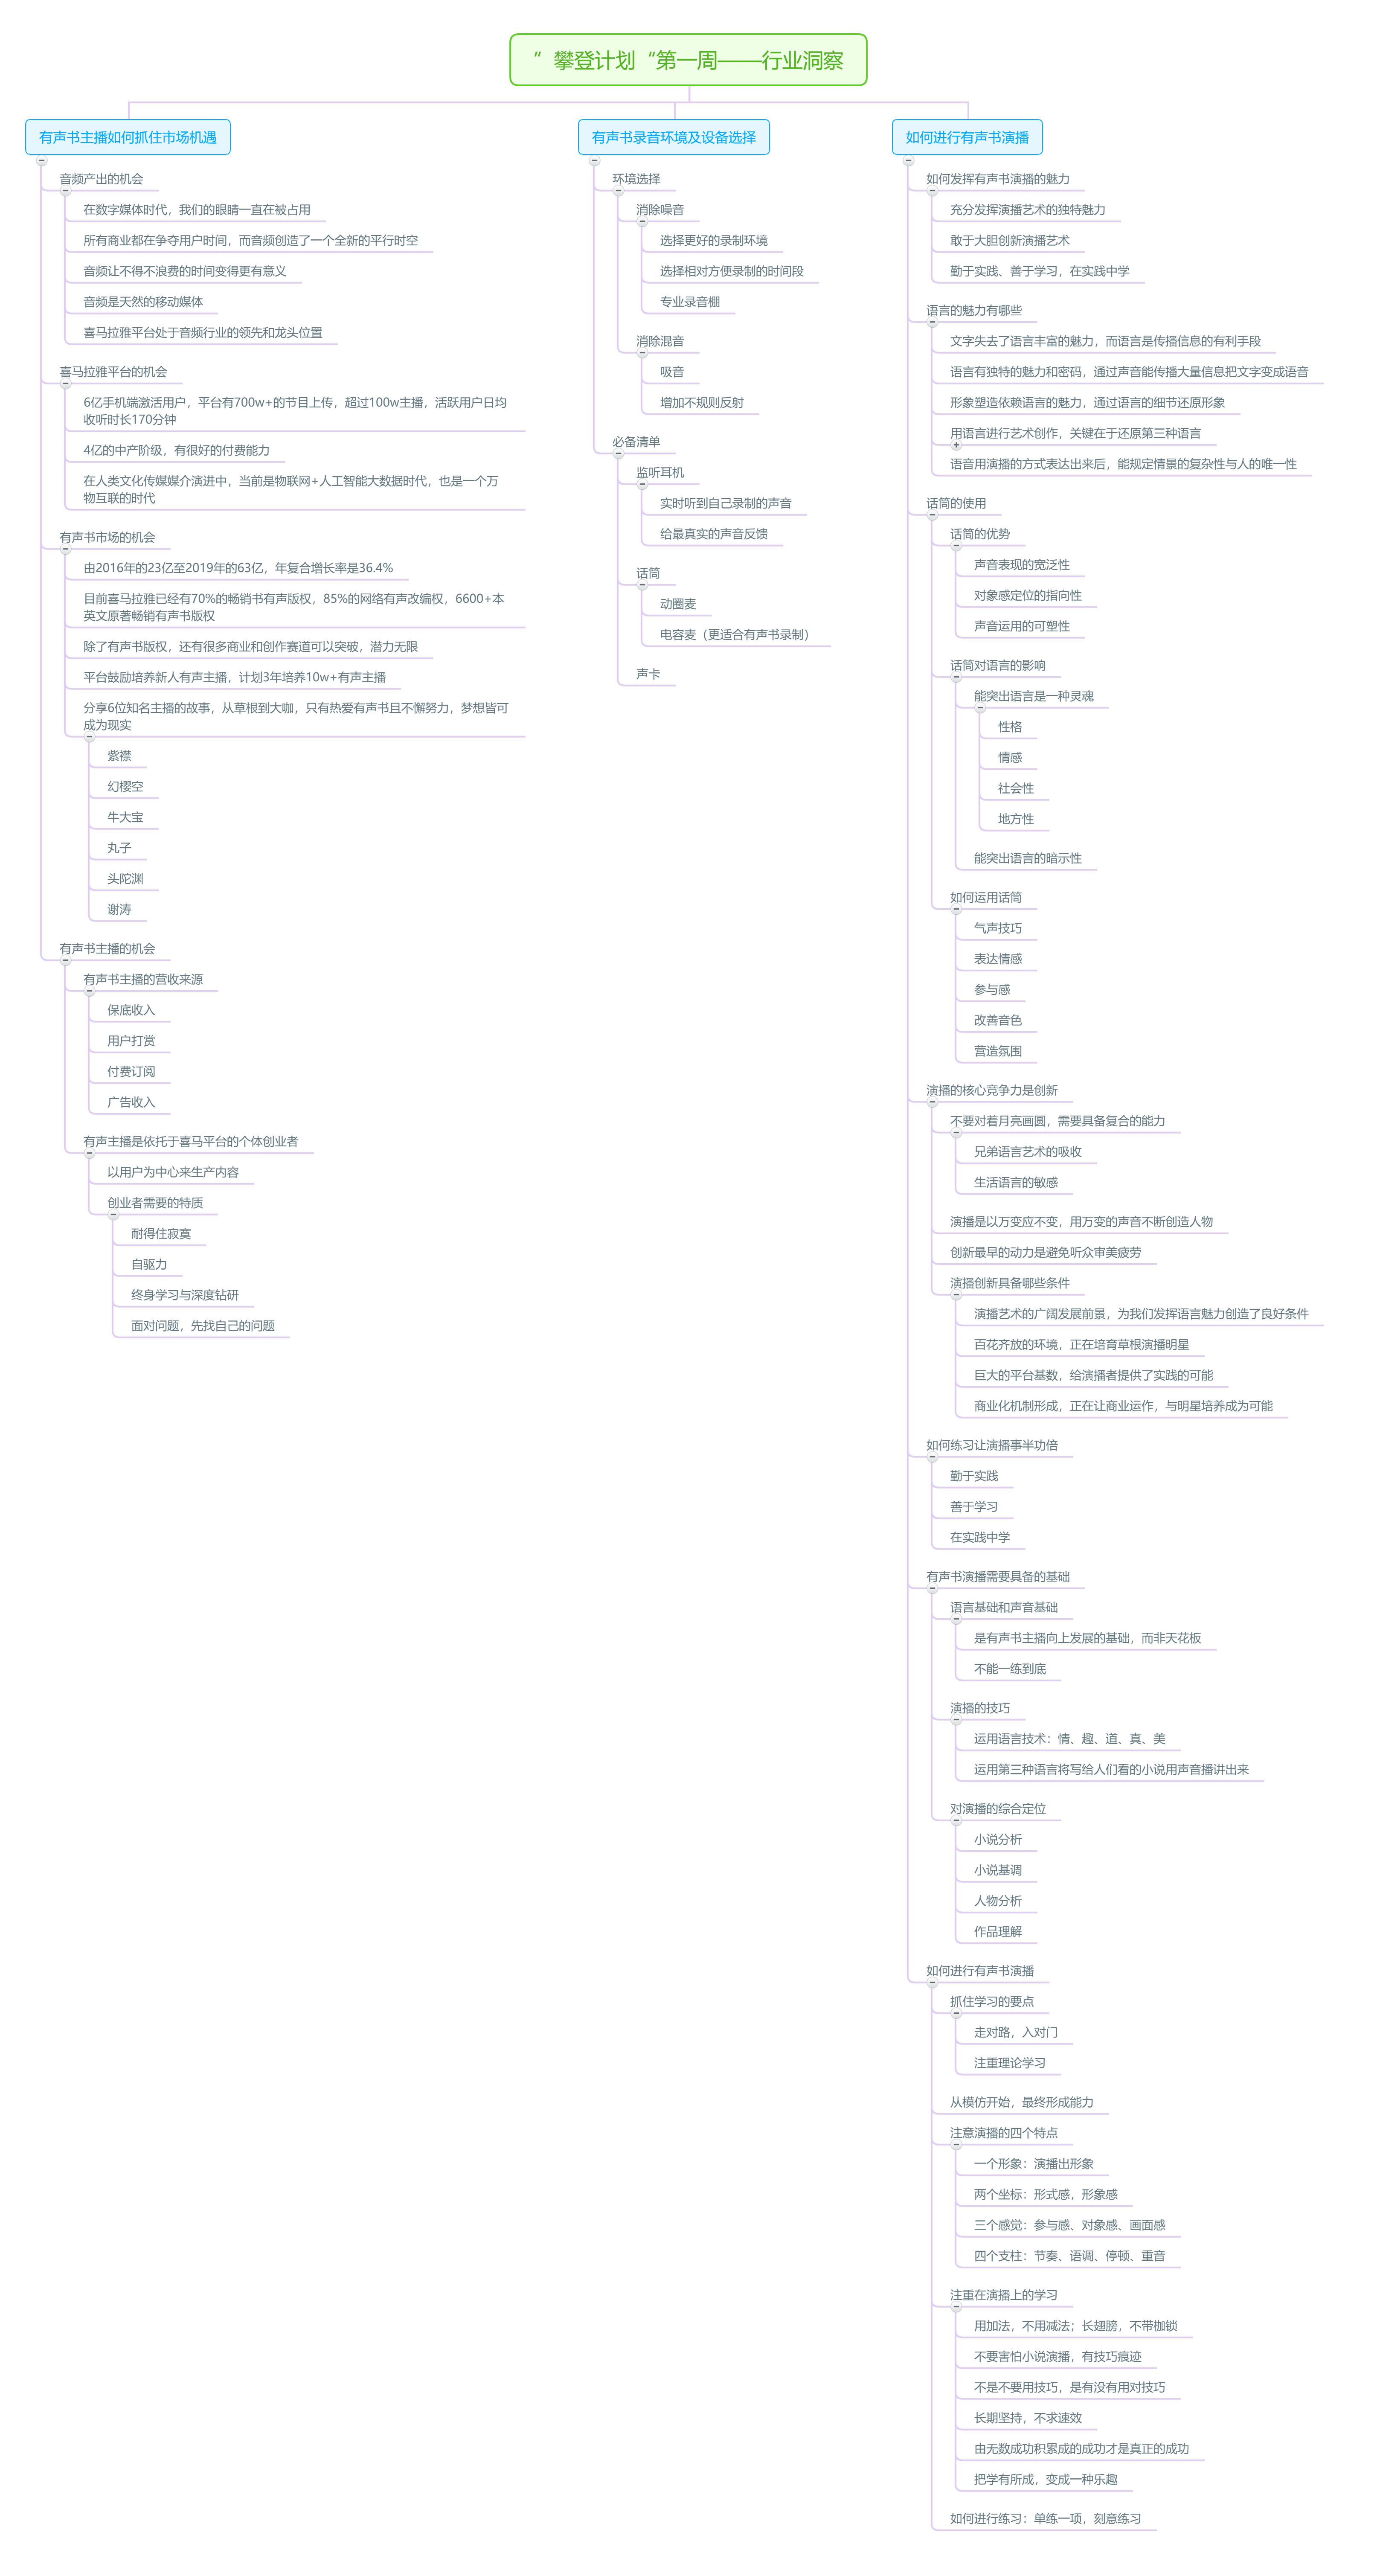 ”攀登计划“第一周——行业洞察
有声书主播如何抓住市场机遇
音频产出的机会
在数字媒体时代，我们的眼睛一直在被占用
所有商业都在争夺用户时间，而音频创造了一个全新的平行时空
音频让不得不浪费的时间变得更有意义
音频是天然的移动媒体
喜马拉雅平台处于音频行业的领先和龙头位置
喜马拉雅平台的机会
6亿手机端激活用户，平台有700w+的节目上传，超过100w主播，活跃用户日均
收听时长170分钟
4亿的中产阶级，有很好的付费能力
在人类文化传媒媒介演进中，当前是物联网+人工智能大数据时代，也是一个万
物互联的时代
有声书市场的机会
由2016年的23亿至2019年的63亿，年复合增长率是36.4%
目前喜马拉雅已经有70%的畅销书有声版权，85%的网络有声改编权，6600+本
英文原著畅销有声书版权
除了有声书版权，还有很多商业和创作赛道可以突破，潜力无限
平台鼓励培养新人有声主播，计划3年培养10w+有声主播
分享6位知名主播的故事，从草根到大咖，只有热爱有声书且不懈努力，梦想皆可
成为现实
紫襟
幻樱空
牛大宝
丸子
头陀渊
谢涛
有声书主播的机会
有声书主播的营收来源
保底收入
用户打赏
付费订阅
广告收入
有声主播是依托于喜马平台的个体创业者
以用户为中心来生产内容
创业者需要的特质
耐得住寂寞
自驱力
终身学习与深度钻研
面对问题，先找自己的问题
有声书录音环境及设备选择
环境选择
消除噪音
选择更好的录制环境
选择相对方便录制的时间段
专业录音棚
消除混音
吸音
增加不规则反射
必备清单
监听耳机
实时听到自己录制的声音
给最真实的声音反馈
话筒
动圈麦
电容麦（更适合有声书录制）
声卡
如何进行有声书演播
如何发挥有声书演播的魅力
充分发挥演播艺术的独特魅力
敢于大胆创新演播艺术
勤于实践、善于学习，在实践中学
语言的魅力有哪些
文字失去了语言丰富的魅力，而语言是传播信息的有利手段
语言有独特的魅力和密码，通过声音能传播大量信息把文字变成语音
形象塑造依赖语言的魅力，通过语言的细节还原形象
用语言进行艺术创作，关键在于还原第三种语言
语音用演播的方式表达出来后，能规定情景的复杂性与人的唯一性
话筒的使用
话筒的优势
声音表现的宽泛性
对象感定位的指向性
声音运用的可塑性
话筒对语言的影响
能突出语言是一种灵魂
性格
情感
社会性
地方性
能突出语言的暗示性
如何运用话筒
气声技巧
表达情感
参与感
改善音色
营造氛围
演播的核心竞争力是创新
不要对着月亮画圆，需要具备复合的能力
兄弟语言艺术的吸收
生活语言的敏感
演播是以万变应不变，用万变的声音不断创造人物
创新最早的动力是避免听众审美疲劳
演播创新具备哪些条件
演播艺术的广阔发展前景，为我们发挥语言魅力创造了良好条件
百花齐放的环境，正在培育草根演播明星
巨大的平台基数，给演播者提供了实践的可能
商业化机制形成，正在让商业运作，与明星培养成为可能
如何练习让演播事半功倍
勤于实践
善于学习
在实践中学
有声书演播需要具备的基础
语言基础和声音基础
是有声书主播向上发展的基础，而非天花板
不能一练到底
演播的技巧
运用语言技术：情、趣、道、真、美
运用第三种语言将写给人们看的小说用声音播讲出来
对演播的综合定位
小说分析
小说基调
人物分析
作品理解
如何进行有声书演播
抓住学习的要点
走对路，入对门
注重理论学习
从模仿开始，最终形成能力
注意演播的四个特点
一个形象：演播出形象
两个坐标：形式感，形象感
三个感觉：参与感、对象感、画面感
四个支柱：节奏、语调、停顿、重音
注重在演播上的学习
用加法，不用减法；长翅膀，不带枷锁
不要害怕小说演播，有技巧痕迹
不是不要用技巧，是有没有用对技巧
长期坚持，不求速效
由无数成功积累成的成功才是真正的成功
把学有所成，变成一种乐趣
如何进行练习：单练一项，刻意练习